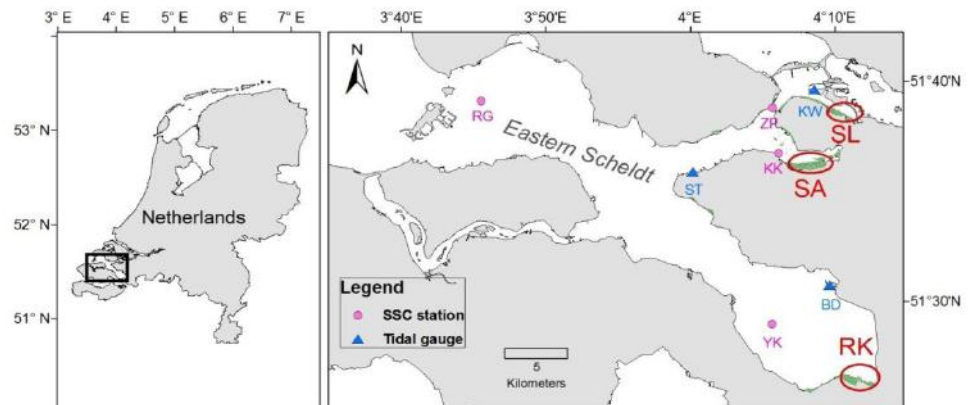 3° E 4° E 5° E 6° E 7° E
53° N
52° N
51° N
Netherlands
3°40' E 3°50' E 4° E 4°10' E
51°40' N
51°30' N
N
RG
Eastern Scheldt
ZP
KW
SL
KK
SA
ST
BD
YK
RK
Legend
SSC station
Tidal gauge
5
Kilometers